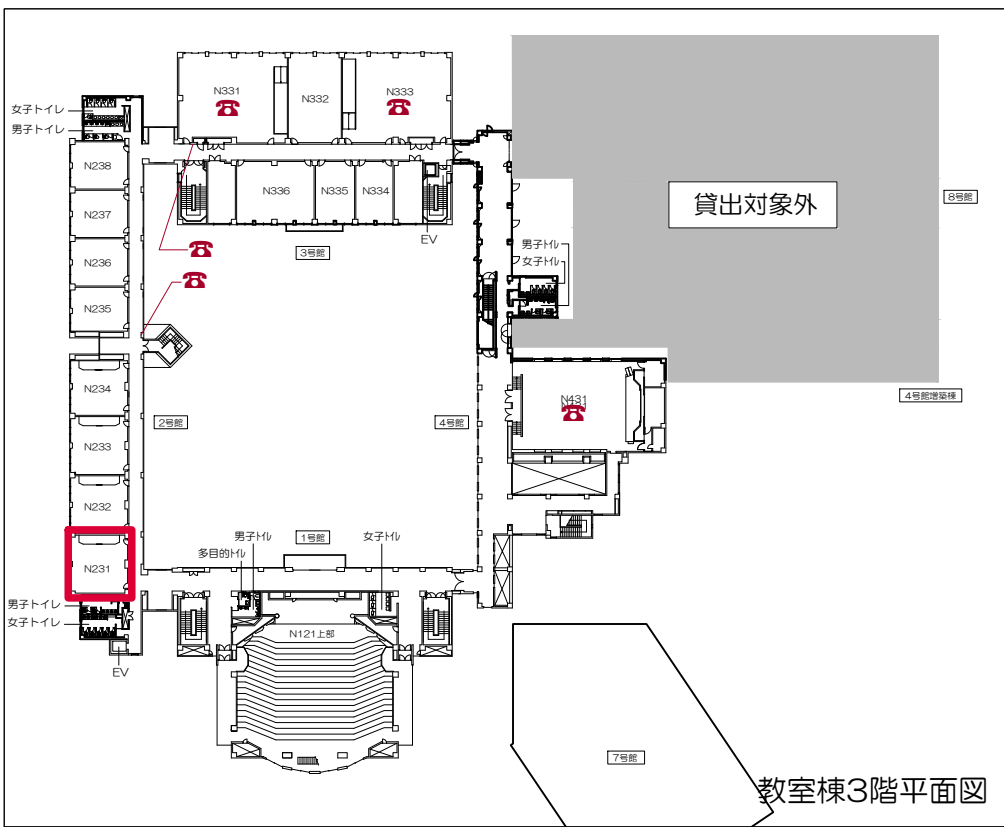 N331
N332
N333
女子トイレ
男子トイレ
N238
N237
N236
N235
N336
N335
N334
EV
3号館
貸出対象外
8号館
男子トイレ
女子トイレ
N234
N233
N232
N231
2号館
4号館
N431
4号館増築棟
1号館
男子トイレ
多目的トイレ
女子トイレ
男子トイレ
女子トイレ
EV
N121上部
7号館
教室棟3階平面図